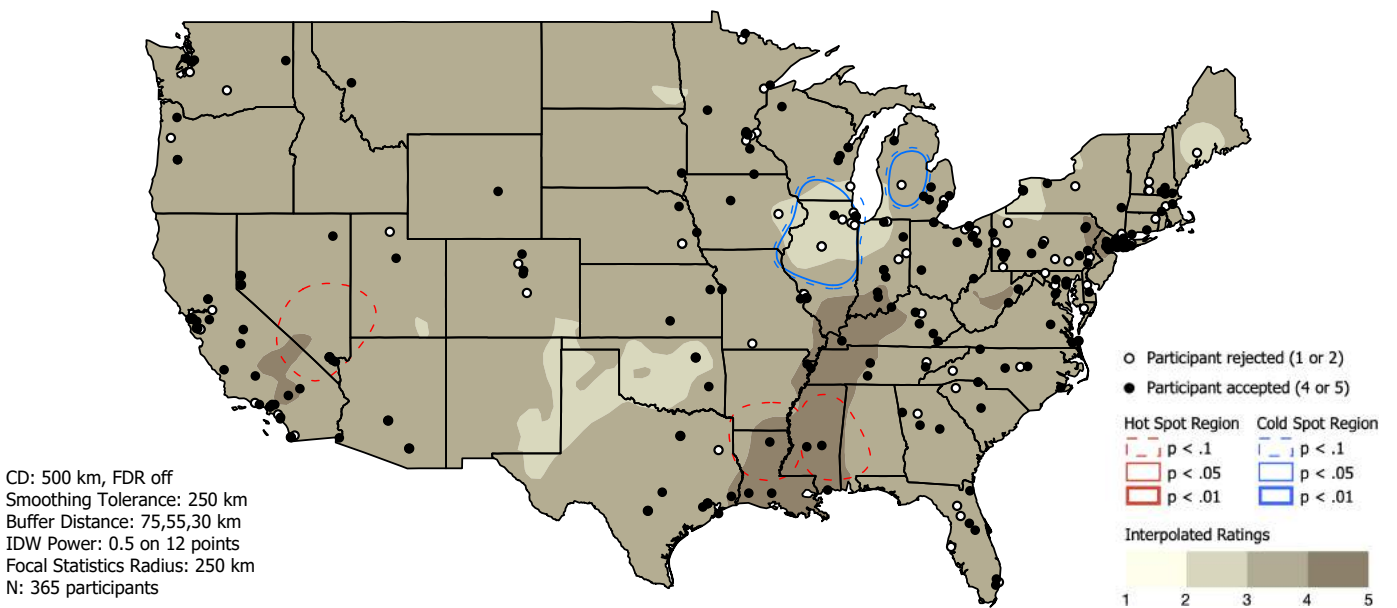 CD: 500 km, FDR off
Smoothing Tolerance: 250 km
Buffer Distance: 75,55,30 km
IDW Power: 0.5 on 12 points
Focal Statistics Radius: 250 km
N: 365 participants
Participant rejected (1 or 2)
Participant accepted (4 or 5)
Hot Spot Region Cold Spot Region
p < .1 p < .1
p < .05 p < .05
p < .01 p < .01
Interpolated Ratings
1 2 3 4 5